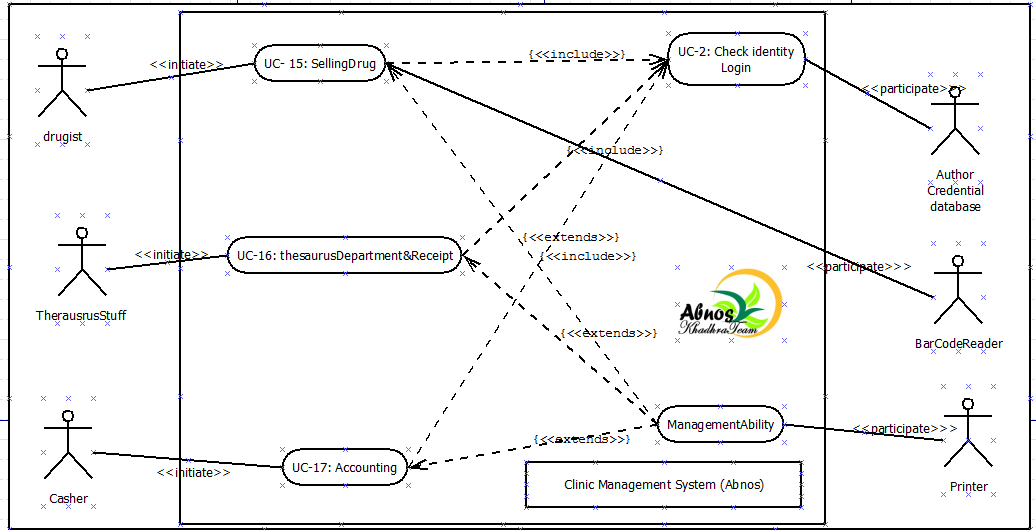 <<initiate>>
UC- 15: SellingDrug
{<<include>>}
UC-2: Check identity
Login
<<participate>>>
drugist
{<<include>>}
Author
Credential
database
<<initiate>>
UC-16: thesaurusDepartment&Receipt
{<<extends>>}
{<<include>>}
<<participate>>>
TherausrusStuff
Abnos
KhadhraTeam
{<<extends>>}
BarCodeReader
ManagementAbility
<<participate>>>
{<<extends>>}
<<initiate>>
UC-17: Accounting
Casher
Clinic Management System (Abnos)
Printer